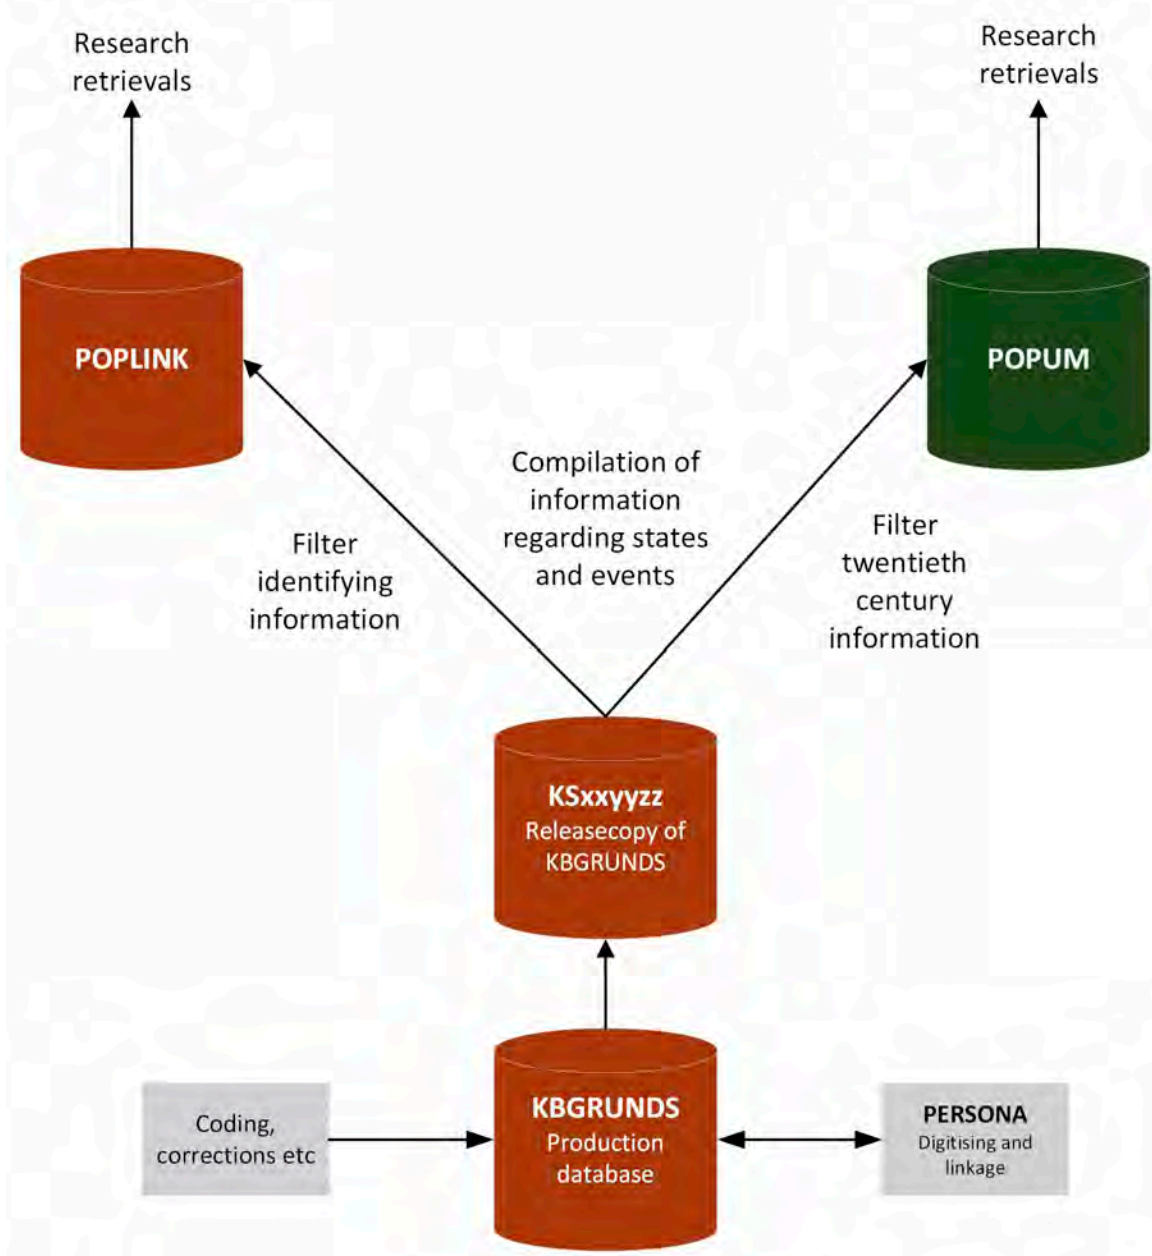 Research
retrievals
Research
retrievals
POPLINK
POPUM
Compilation of
information
regarding states
and events
Filter
identifying
information
Filter
twentieth
century
information
KSxxyyzz
Releasecopy of
KBGRUNDS
Coding,
corrections etc
KBGRUNDS
Production
database
PERSONA
Digitising and
linkage